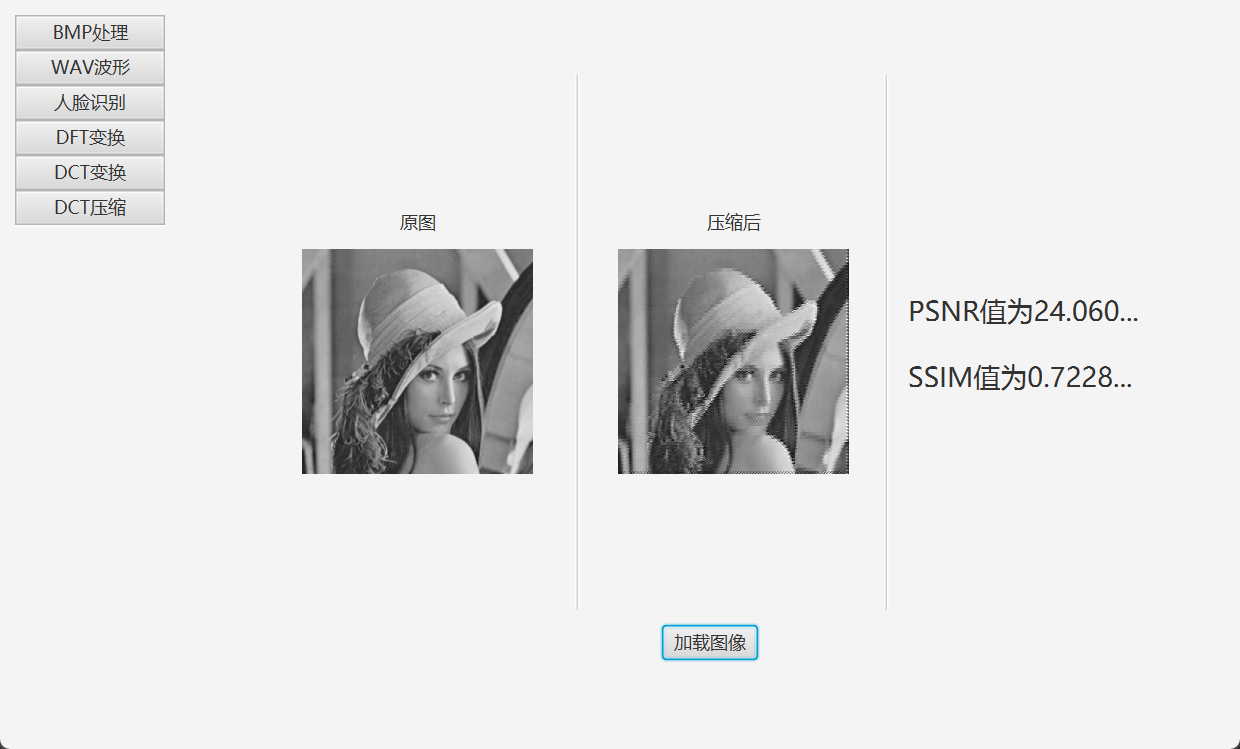 BMP处理
WAV波形
人脸识别
DFT变换
DCT变换
DCT压缩
原图
压缩后
PSNR值为24.060...
SSIM值为0.7228...
加载图像